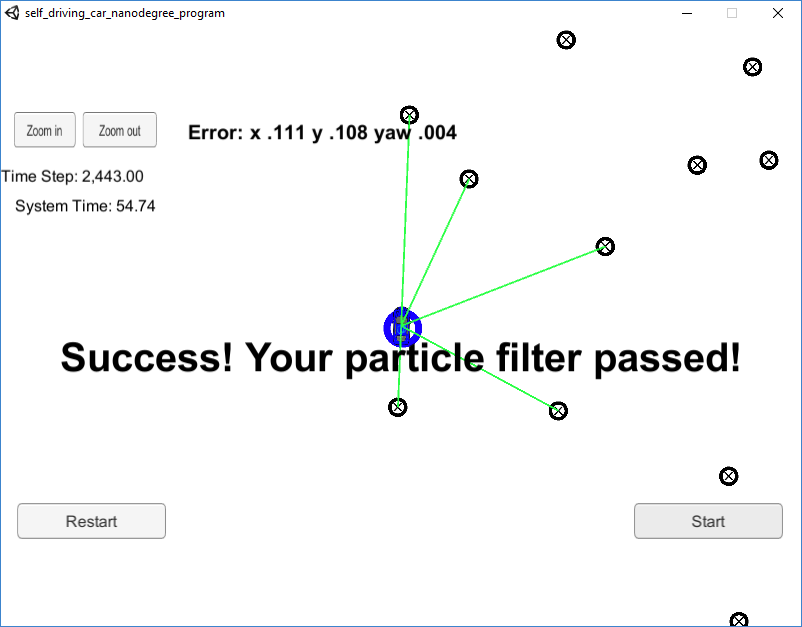 self_driving_car_nanodegree_program
Zoom in
Zoom out
Error: x .111 y .108 yaw .004
Time Step: 2,443.00
System Time: 54.74
Success! Your particle filter passed!
Restart
Start